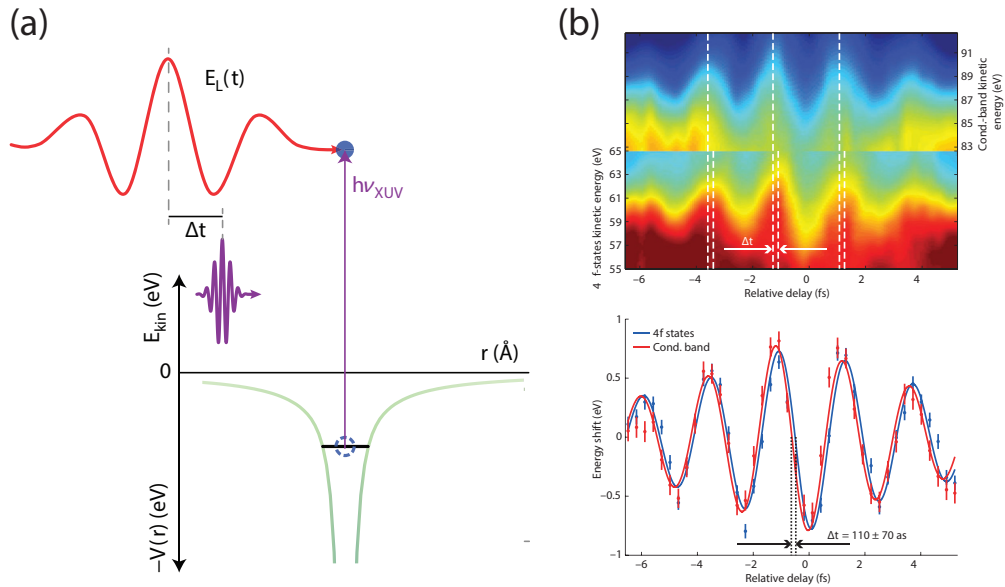 (a)
E_L(t)
hν_XUV
Δt
E_kin (eV)
r (Å)
0
−V(r) (eV)
(b)
91
89
87
85
83
Cond.-band kinetic
energy (eV)
65
63
61
59
57
55
4 f-states kinetic energy (eV)
Δt
−6
−4
−2
0
2
4
Relative delay (fs)
1
0.5
0
−0.5
−1
Energy shift (eV)
4f states
Cond. band
Δt = 110 ± 70 as
−6
−4
−2
0
2
4
Relative delay (fs)